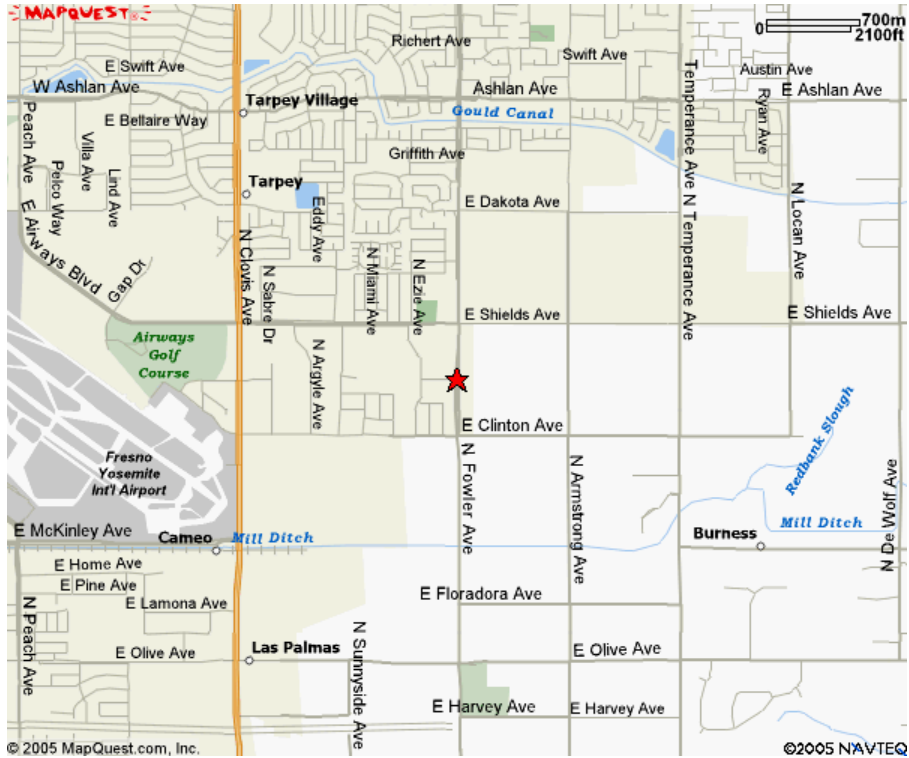 MAPQUEST
700m
2100ft
Richert Ave
Swift Ave
E Swift Ave
Austin Ave
W Ashlan Ave
Ashlan Ave
E Ashlan Ave
Tarpey Village
Gould Canal
E Bellaire Way
Peach Ave
Villa Ave
Pelco Way
Lind Ave
Griffith Ave
Temperance Ave
Ryan Ave
Tarpey
Eddy Ave
E Dakota Ave
N Temperance Ave
N Locan Ave
E Airways Blvd
Gap Dr
N Clovis Ave
N Sabre Dr
N Miami Ave
N Ezie Ave
E Shields Ave
E Shields Ave
Airways
Golf
Course
N Argyle Ave
E Clinton Ave
Fresno
Yosemite
Int'l Airport
N Fowler Ave
N Armstrong Ave
Redbank Slough
N De Wolf Ave
E McKinley Ave
Cameo
Mill Ditch
Burness
Mill Ditch
E Home Ave
E Pine Ave
E Lamona Ave
E Floradora Ave
N Peach Ave
E Olive Ave
Las Palmas
N Sunnyside Ave
E Olive Ave
E Harvey Ave
E Harvey Ave
© 2005 MapQuest.com, Inc.
©2005 NAVTEQ